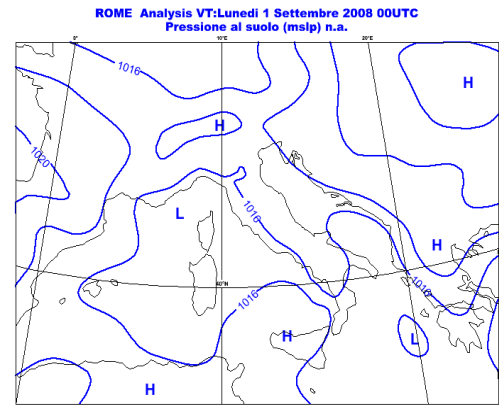 ROME Analysis VT:Lunedi 1 Settembre 2008 00UTC
Pressione al suolo (mslp) n.a.
0°
10°E
1016
H
H
1020
L
1016
H
40°N
1016
1016
H
L
H